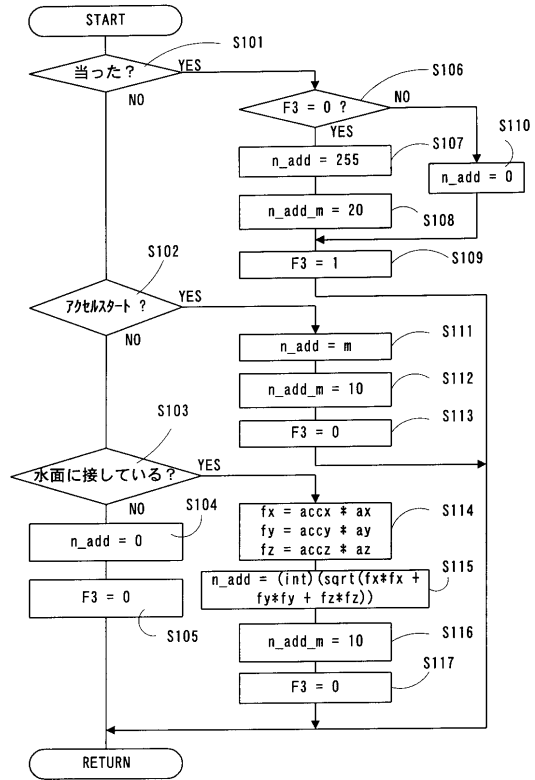 START
当った?
S101
YES
NO
F3 = 0 ?
S106
NO
YES
n_add = 255
S107
n_add = 0
S110
n_add_m = 20
S108
F3 = 1
S109
アクセルスタート ?
S102
YES
NO
n_add = m
S111
n_add_m = 10
S112
F3 = 0
S113
水面に接している?
S103
YES
NO
n_add = 0
S104
F3 = 0
S105
fx = accx * ax
fy = accy * ay
fz = accz * az
S114
n_add = (int)(sqrt(fx*fx +
fy*fy + fz*fz))
S115
n_add_m = 10
S116
F3 = 0
S117
RETURN